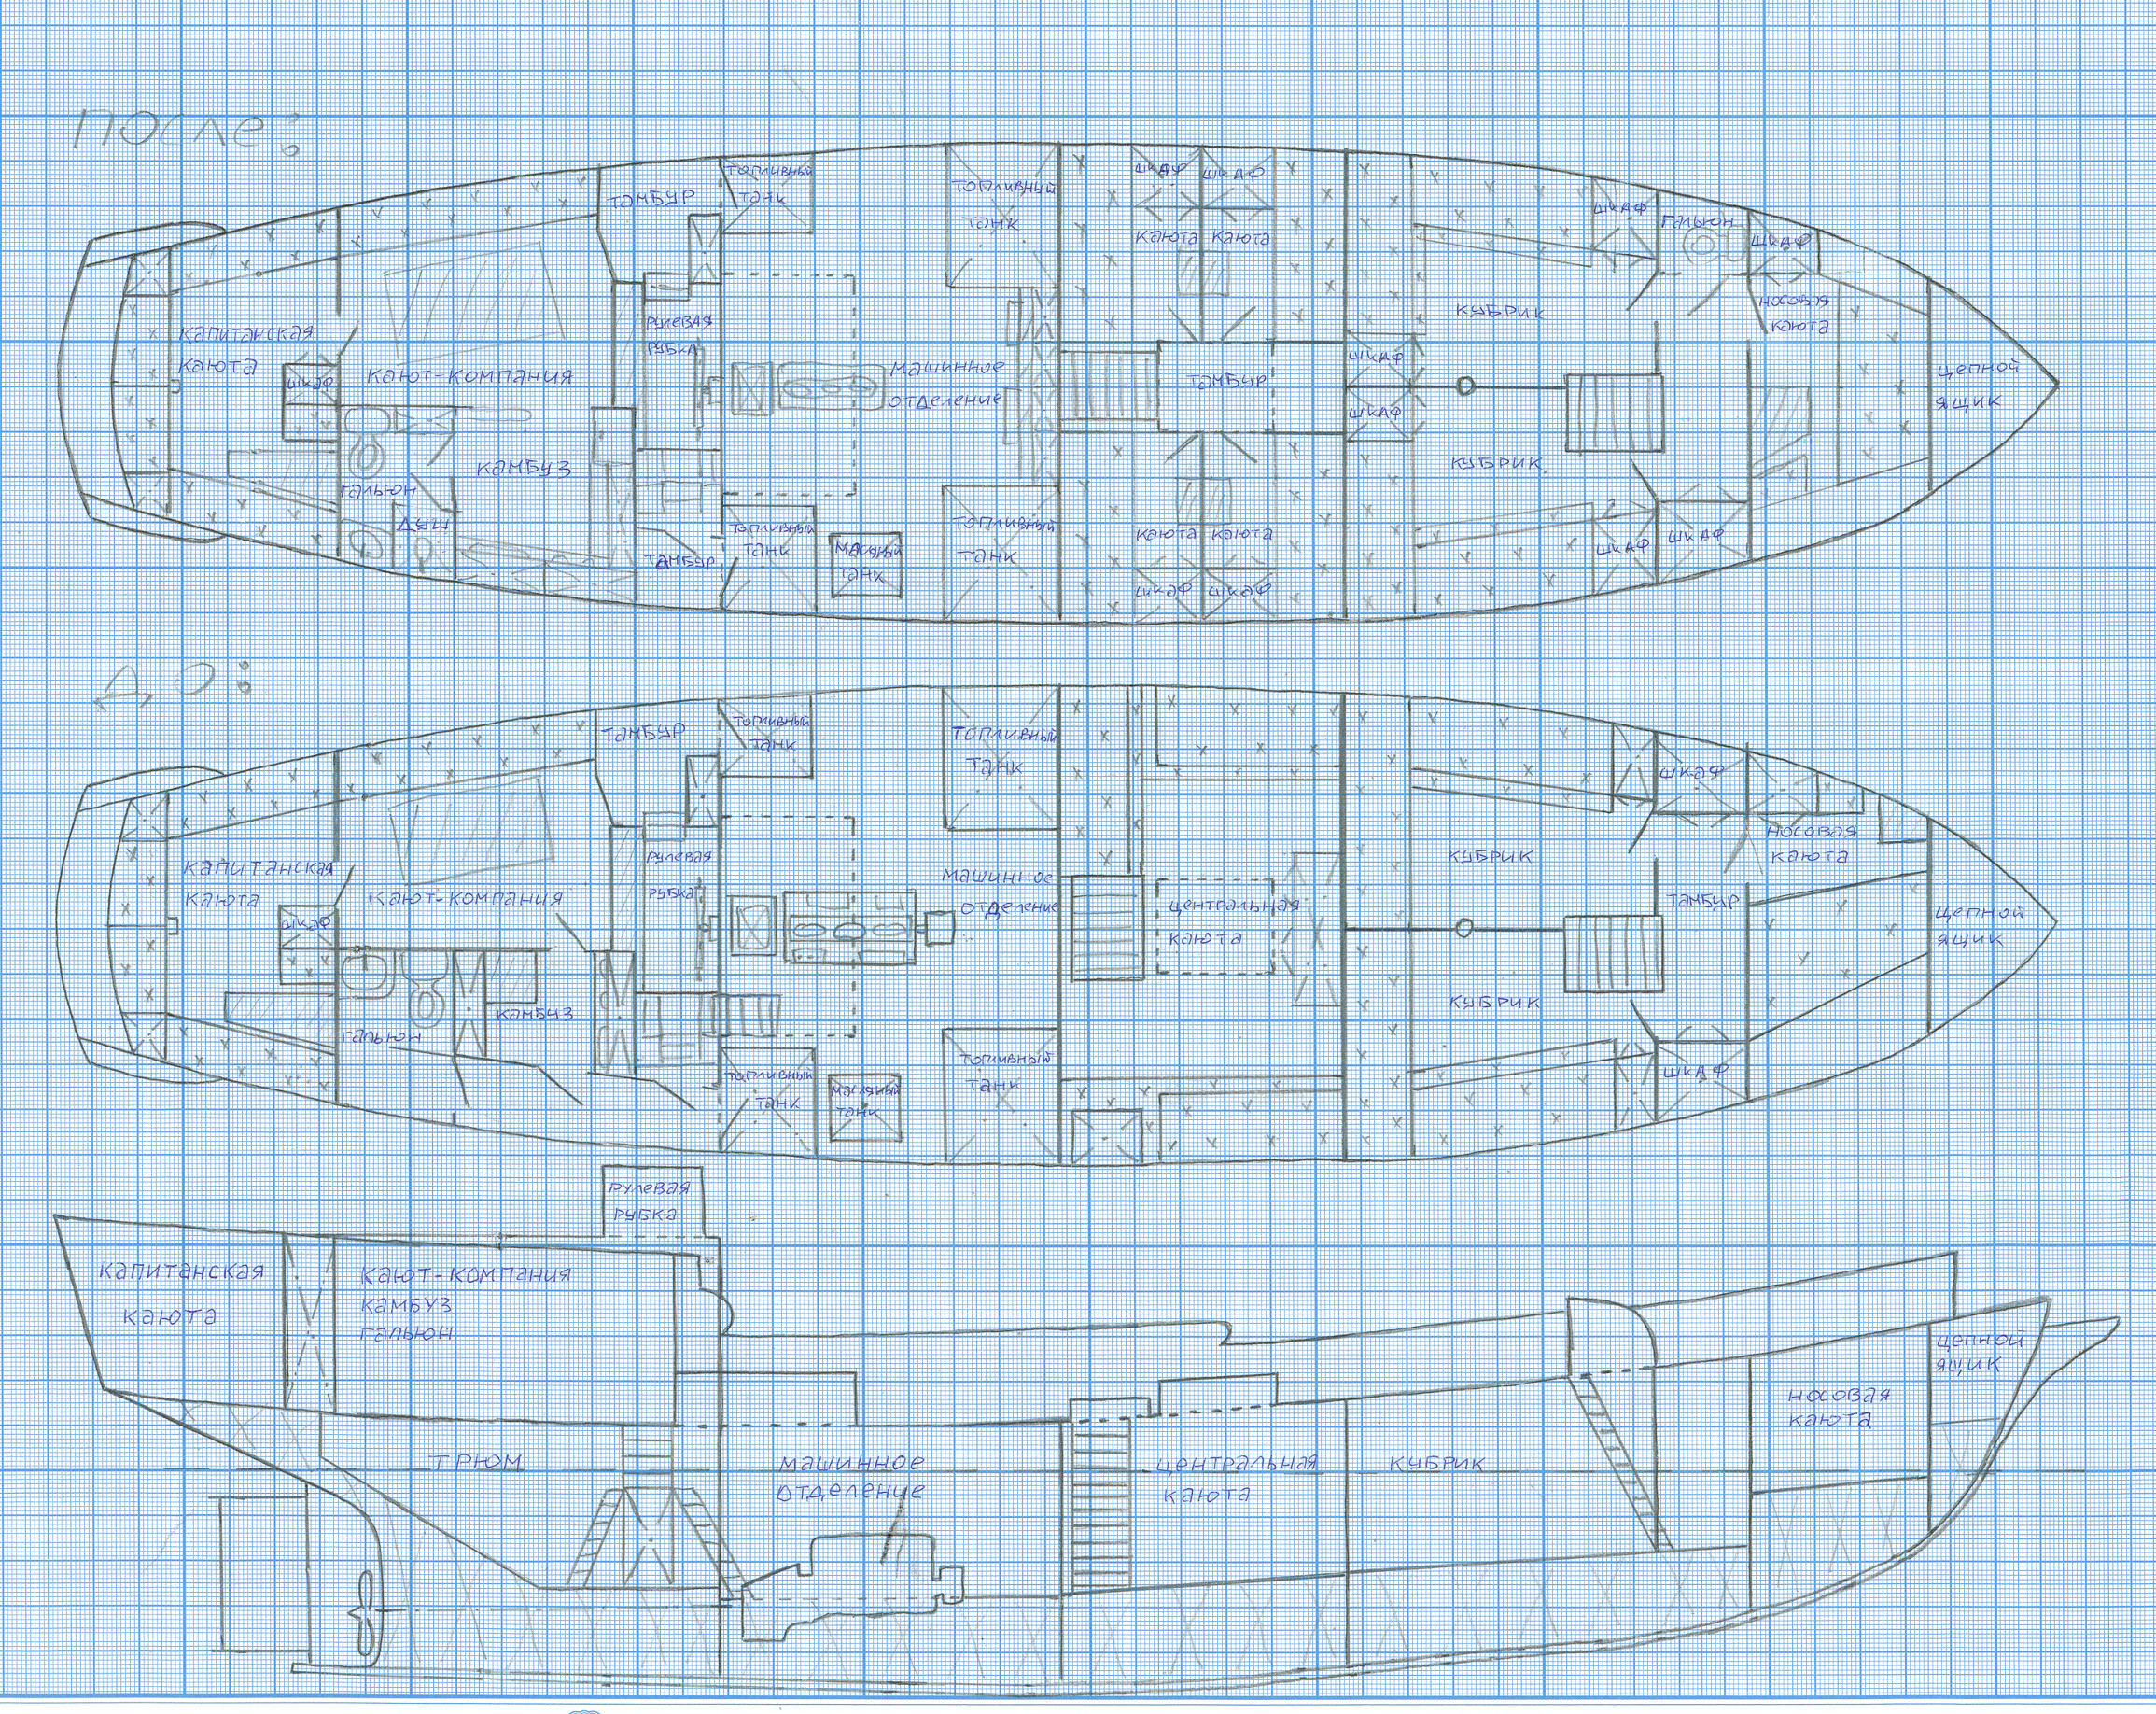 После:
ТАМБУР
ТОПЛИВНЫЙ
ТАНК
ТОПЛИВНЫЙ
ТАНК
ШКАФ
ШКАФ
КАЮТА
КАЮТА
ШКАФ
ГАЛЬЮН
ШКАФ
НОСОВАЯ
КАЮТА
КАПИТАНСКАЯ
КАЮТА
ШКАФ
КАЮТ-КОМПАНИЯ
РУЛЕВАЯ
РУБКА
МАШИННОЕ
ОТДЕЛЕНИЕ
ТАМБУР
ШКАФ
ШКАФ
КУБРИК
КУБРИК
ЦЕПНОЙ
ЯЩИК
КАМБУЗ
ГАЛЬЮН
ДУШ
ТАМБУР
ТОПЛИВНЫЙ
ТАНК
МАСЛЯНЫЙ
ТАНК
ТОПЛИВНЫЙ
ТАНК
КАЮТА
КАЮТА
ШКАФ
ШКАФ
ШКАФ
ШКАФ
ДО:
ТАМБУР
ТОПЛИВНЫЙ
ТАНК
ТОПЛИВНЫЙ
ТАНК
ШКАФ
НОСОВАЯ
КАЮТА
КАПИТАНСКАЯ
КАЮТА
ШКАФ
КАЮТ-КОМПАНИЯ
РУЛЕВАЯ
РУБКА
МАШИННОЕ
ОТДЕЛЕНИЕ
ЦЕНТРАЛЬНАЯ
КАЮТА
КУБРИК
КУБРИК
ТАМБУР
ЦЕПНОЙ
ЯЩИК
ГАЛЬЮН
КАМБУЗ
ТОПЛИВНЫЙ
ТАНК
МАСЛЯНЫЙ
ТАНК
ТОПЛИВНЫЙ
ТАНК
ШКАФ
РУЛЕВАЯ
РУБКА
КАПИТАНСКАЯ
КАЮТА
КАЮТ-КОМПАНИЯ
КАМБУЗ
ГАЛЬЮН
ТРЮМ
МАШИННОЕ
ОТДЕЛЕНИЕ
ЦЕНТРАЛЬНАЯ
КАЮТА
КУБРИК
НОСОВАЯ
КАЮТА
ЦЕПНОЙ
ЯЩИК